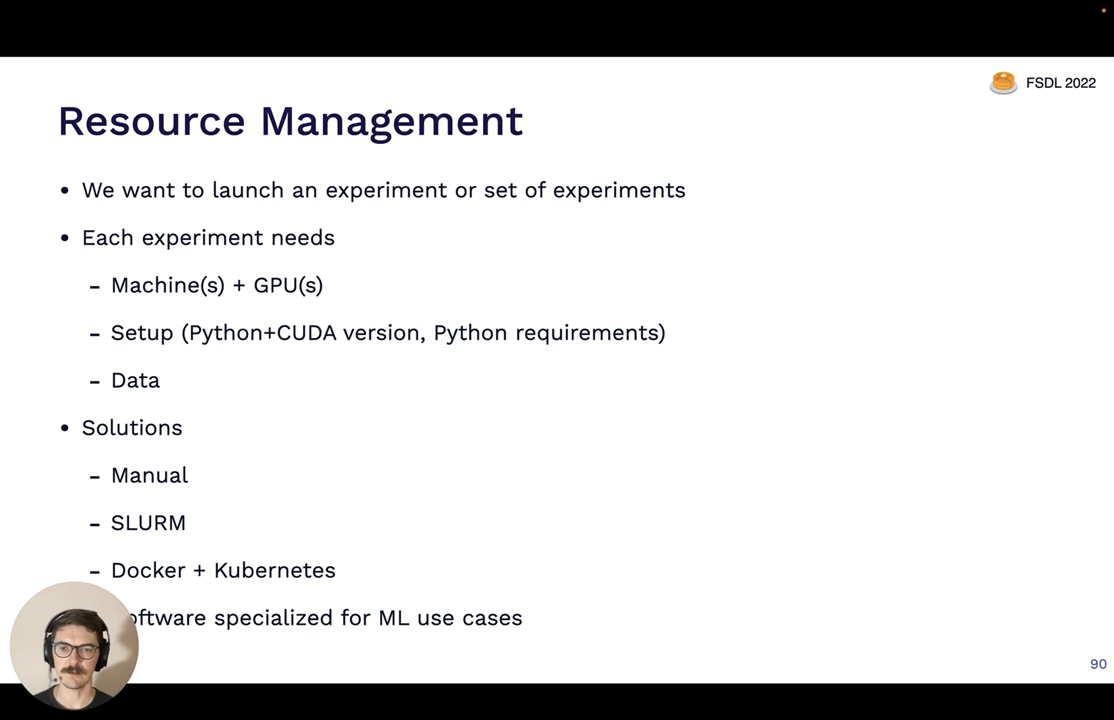 FSDL 2022
Resource Management
• We want to launch an experiment or set of experiments
• Each experiment needs
– Machine(s) + GPU(s)
– Setup (Python+CUDA version, Python requirements)
– Data
• Solutions
– Manual
– SLURM
– Docker + Kubernetes
oftware specialized for ML use cases
90